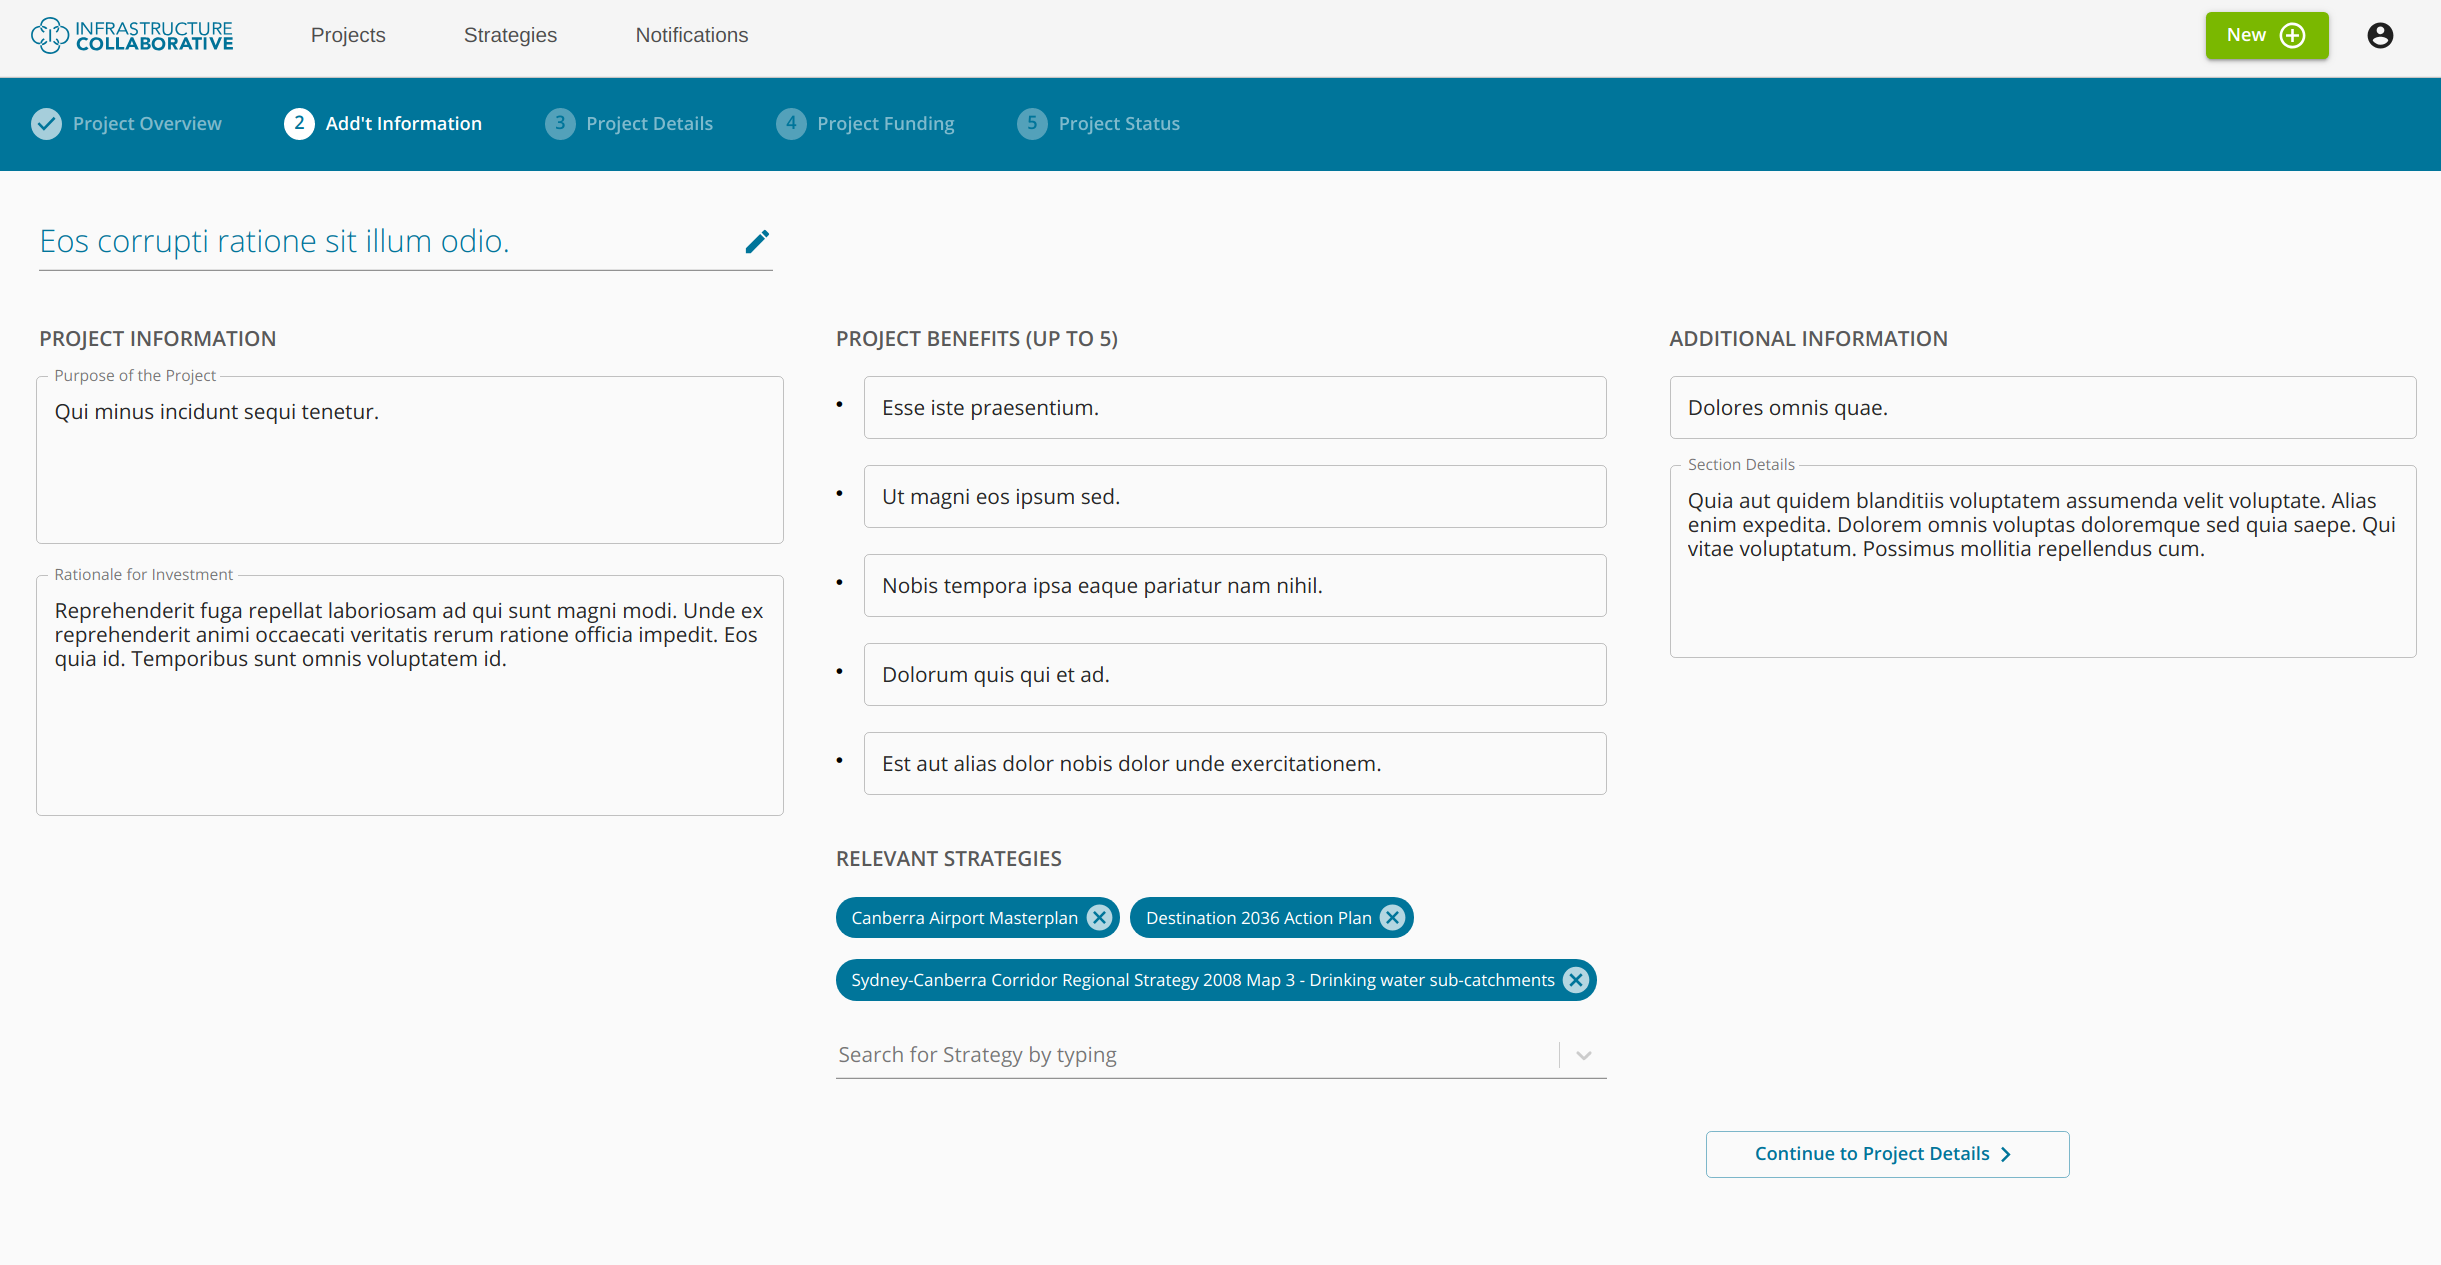 INFRASTRUCTURE
COLLABORATIVE
Projects
Strategies
Notifications
New
Project Overview
2 Add't Information
3 Project Details
4 Project Funding
5 Project Status
Eos corrupti ratione sit illum odio.
PROJECT INFORMATION
Purpose of the Project
Qui minus incidunt sequi tenetur.
Rationale for Investment
Reprehenderit fuga repellat laboriosam ad qui sunt magni modi. Unde ex
reprehenderit animi occaecati veritatis rerum ratione officia impedit. Eos
quia id. Temporibus sunt omnis voluptatem id.
PROJECT BENEFITS (UP TO 5)
• Esse iste praesentium.
• Ut magni eos ipsum sed.
• Nobis tempora ipsa eaque pariatur nam nihil.
• Dolorum quis qui et ad.
• Est aut alias dolor nobis dolor unde exercitationem.
RELEVANT STRATEGIES
Canberra Airport Masterplan
Destination 2036 Action Plan
Sydney-Canberra Corridor Regional Strategy 2008 Map 3 - Drinking water sub-catchments
Search for Strategy by typing
ADDITIONAL INFORMATION
Dolores omnis quae.
Section Details
Quia aut quidem blanditiis voluptatem assumenda velit voluptate. Alias
enim expedita. Dolorem omnis voluptas doloremque sed quia saepe. Qui
vitae voluptatum. Possimus mollitia repellendus cum.
Continue to Project Details